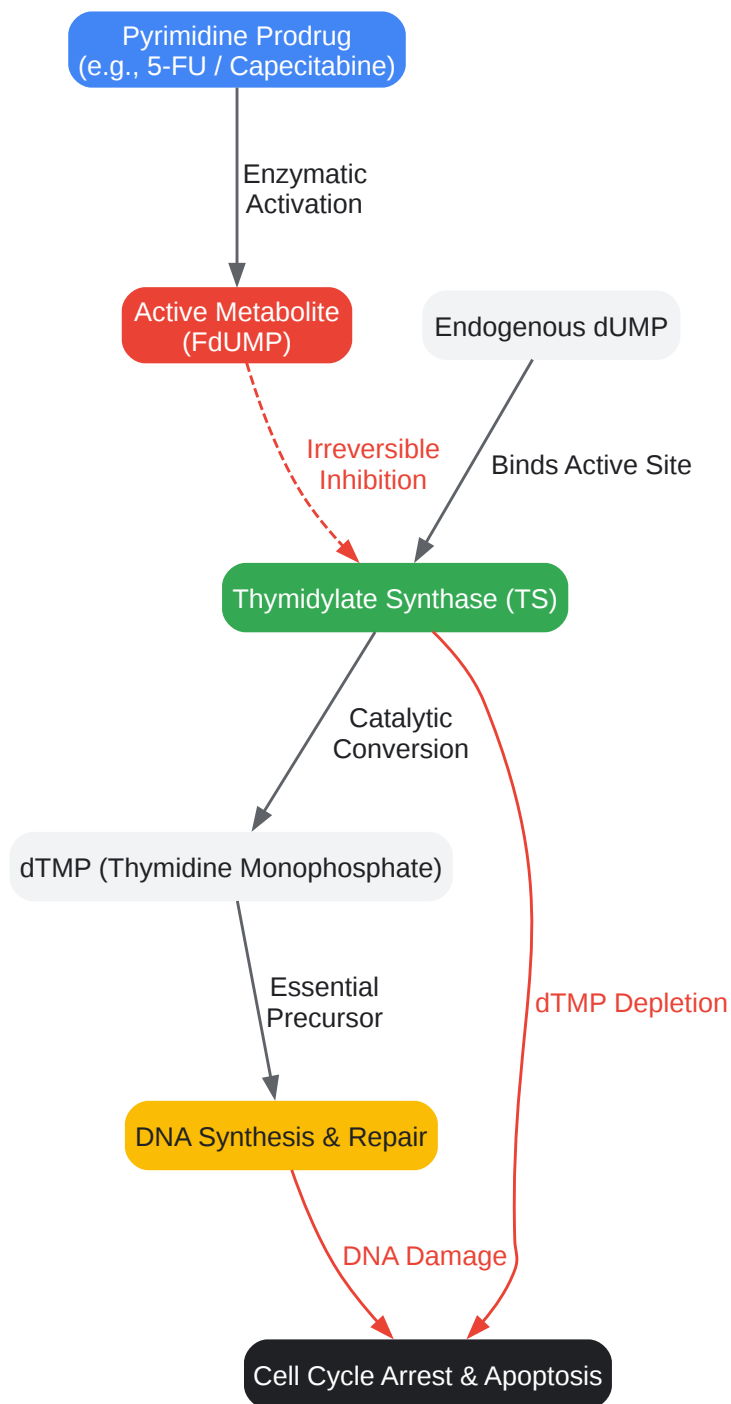 Pyrimidine Prodrug
(e.g., 5-FU / Capecitabine)
Enzymatic
Activation
Active Metabolite
(FdUMP)
Endogenous dUMP
Irreversible
Inhibition
Binds Active Site
Thymidylate Synthase (TS)
Catalytic
Conversion
dTMP (Thymidine Monophosphate)
Essential
Precursor
dTMP Depletion
DNA Synthesis & Repair
DNA Damage
Cell Cycle Arrest & Apoptosis